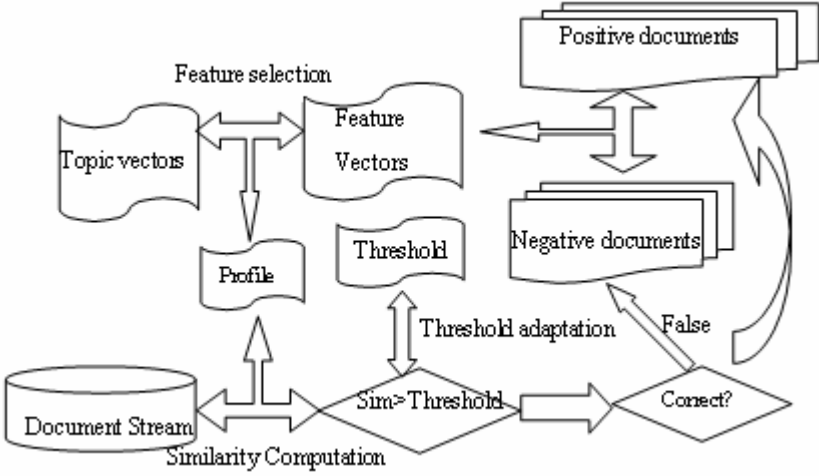 Positive documents
Feature selection
Feature
Vectors
Topic vectors
Negative documents
Threshold
Profile
Threshold adaptation
False
Sim>Threshold
Correct?
Document Stream
Similarity Computation